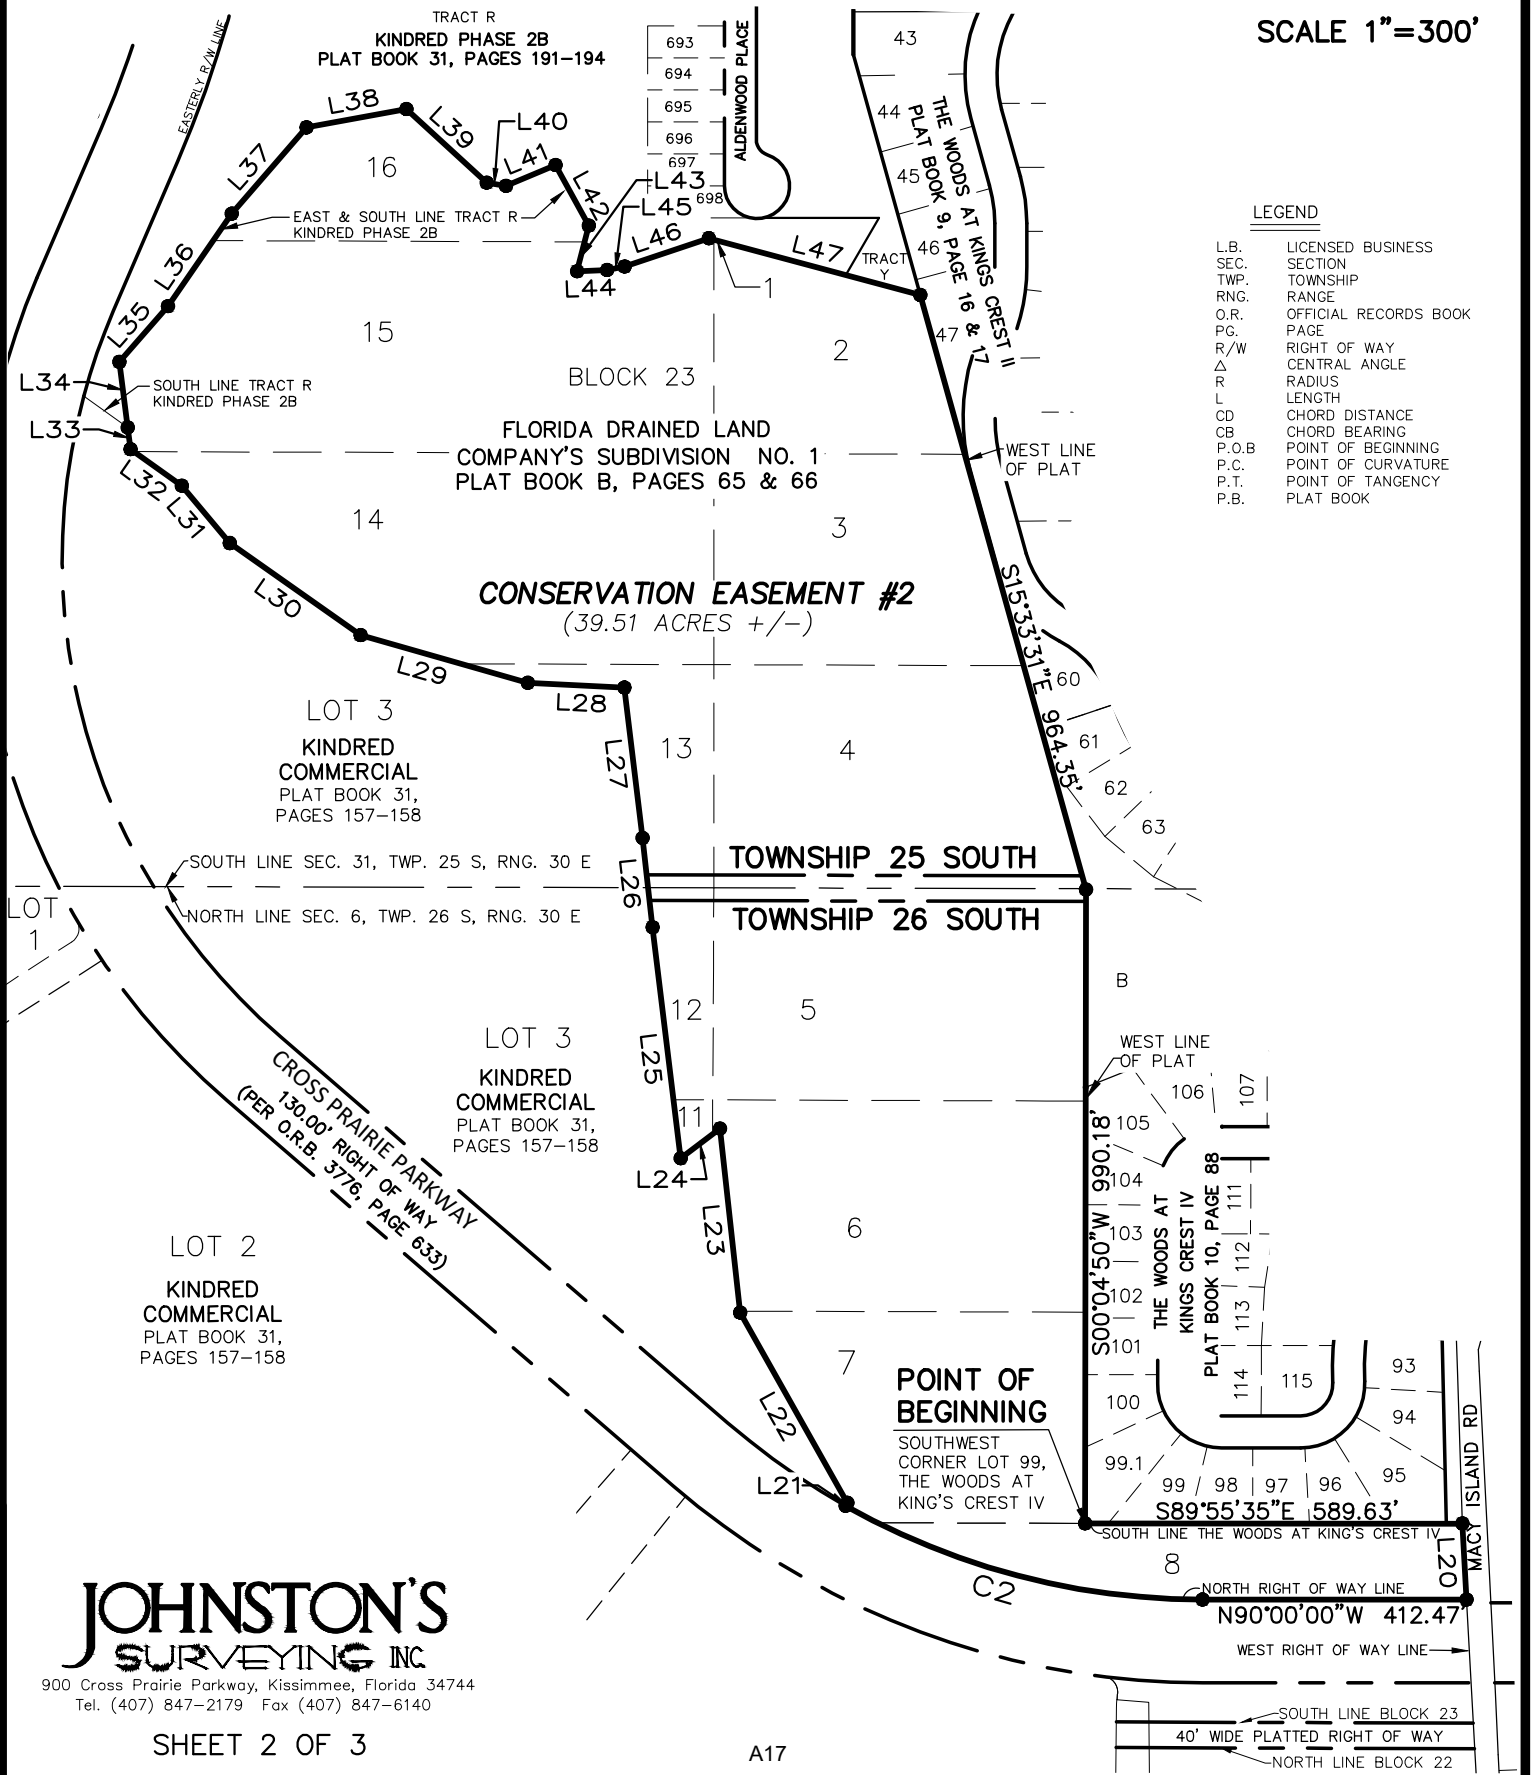 TRACT R
KINDRED PHASE 2B
PLAT BOOK 31, PAGES 191-194
SCALE 1"=300'
EASTERLY R/W LINE
ALDENWOOD PLACE
693
694
695
696
697
698
43
44
45
46
47
THE WOODS AT KINGS CREST II
PLAT BOOK 9, PAGE 16 & 17
L38
L39
L40
L41
L37
L42
L43
L45
L46
L44
L47
16
EAST & SOUTH LINE TRACT R
KINDRED PHASE 2B
TRACT
Y
1
L36
L35
L34
L33
L32
L31
SOUTH LINE TRACT R
KINDRED PHASE 2B
15
2
BLOCK 23
FLORIDA DRAINED LAND
COMPANY'S SUBDIVISION NO. 1
PLAT BOOK B, PAGES 65 & 66
WEST LINE
OF PLAT
LEGEND
L.B. LICENSED BUSINESS
SEC. SECTION
TWP. TOWNSHIP
RNG. RANGE
O.R. OFFICIAL RECORDS BOOK
PG. PAGE
R/W RIGHT OF WAY
△ CENTRAL ANGLE
R RADIUS
L LENGTH
CD CHORD DISTANCE
CB CHORD BEARING
P.O.B POINT OF BEGINNING
P.C. POINT OF CURVATURE
P.T. POINT OF TANGENCY
P.B. PLAT BOOK
14
3
L30
CONSERVATION EASEMENT #2
(39.51 ACRES +/-)
S15°33'31"E 964.35'
L29
L28
60
61
62
63
LOT 3
KINDRED
COMMERCIAL
PLAT BOOK 31,
PAGES 157-158
L27
13
4
SOUTH LINE SEC. 31, TWP. 25 S, RNG. 30 E
NORTH LINE SEC. 6, TWP. 26 S, RNG. 30 E
L26
TOWNSHIP 25 SOUTH
TOWNSHIP 26 SOUTH
LOT
1
B
12
5
L25
LOT 3
KINDRED
COMMERCIAL
PLAT BOOK 31,
PAGES 157-158
CROSS PRAIRIE PARKWAY
130.00' RIGHT OF WAY
(PER O.R.B. 3776, PAGE 633)
11
L24
L23
6
WEST LINE
OF PLAT
S00°04'50"W 990.18'
105
106
107
104
103
102
101
100
99.1
111
112
113
114
115
THE WOODS AT
KINGS CREST IV
PLAT BOOK 10, PAGE 88
93
94
95
99
98
97
96
LOT 2
KINDRED
COMMERCIAL
PLAT BOOK 31,
PAGES 157-158
7
L22
L21
POINT OF
BEGINNING
SOUTHWEST
CORNER LOT 99,
THE WOODS AT
KING'S CREST IV
S89°55'35"E 589.63'
SOUTH LINE THE WOODS AT KING'S CREST IV
MACY ISLAND RD
L20
8
C2
NORTH RIGHT OF WAY LINE
N90°00'00"W 412.47'
WEST RIGHT OF WAY LINE
SOUTH LINE BLOCK 23
40' WIDE PLATTED RIGHT OF WAY
NORTH LINE BLOCK 22
JOHNSTON'S
SURVEYING INC.
900 Cross Prairie Parkway, Kissimmee, Florida 34744
Tel. (407) 847-2179 Fax (407) 847-6140
SHEET 2 OF 3
A17